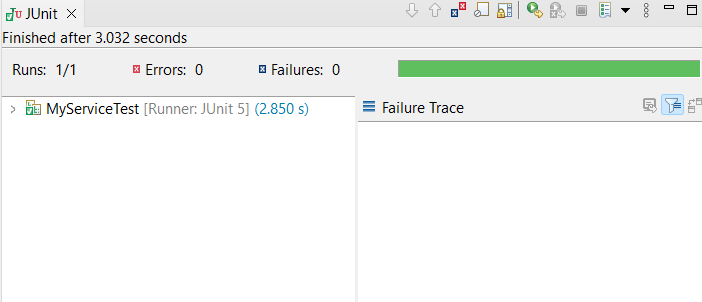 JUnit
Finished after 3.032 seconds
Runs: 1/1 Errors: 0 Failures: 0
MyServiceTest [Runner: JUnit 5] (2.850 s)
Failure Trace